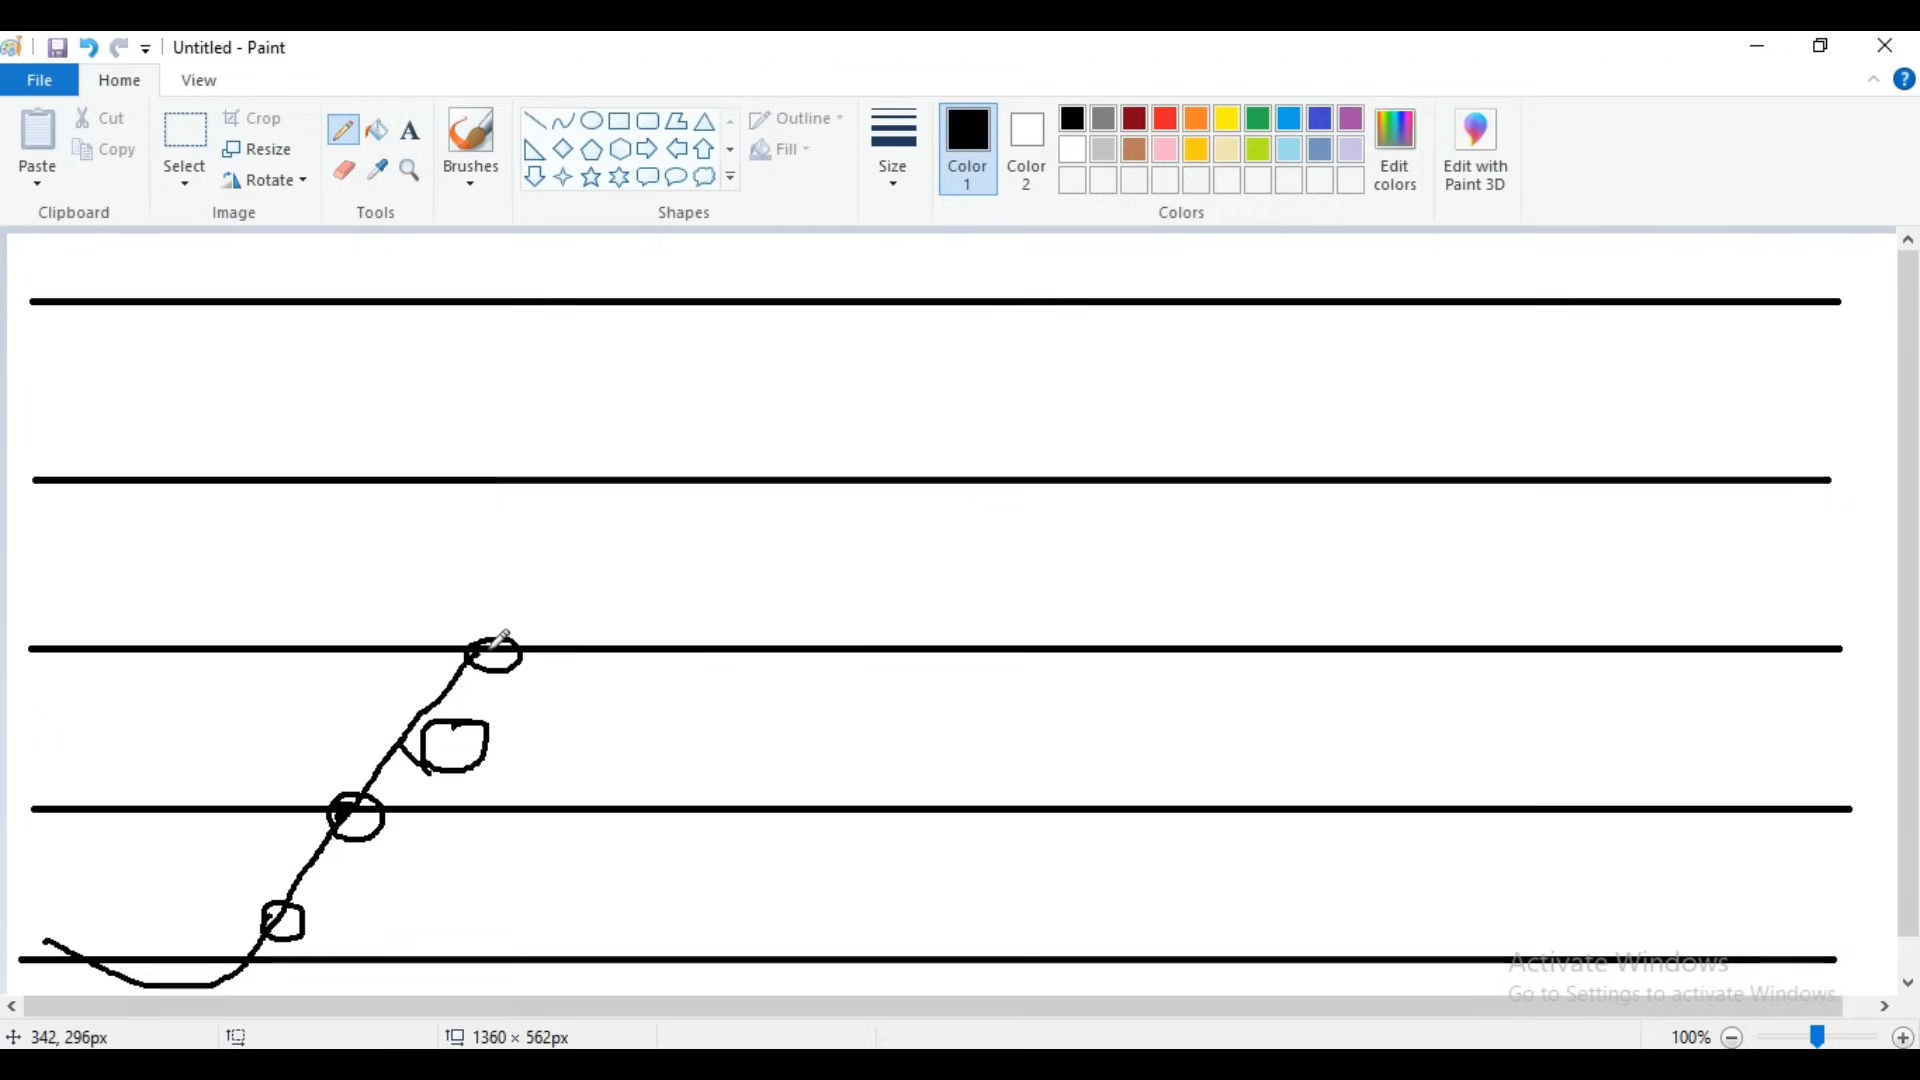 Untitled - Paint
File Home View
Paste
Cut
Copy
Clipboard
Select
Crop
Resize
Rotate
Image
A
Tools
Brushes
Shapes
Outline
Fill
Size
Color 1
Color 2
Colors
Edit colors
Edit with Paint 3D
?
Activate Windows
Go to Settings to activate Windows.
342, 296px
1360 × 562px
100%